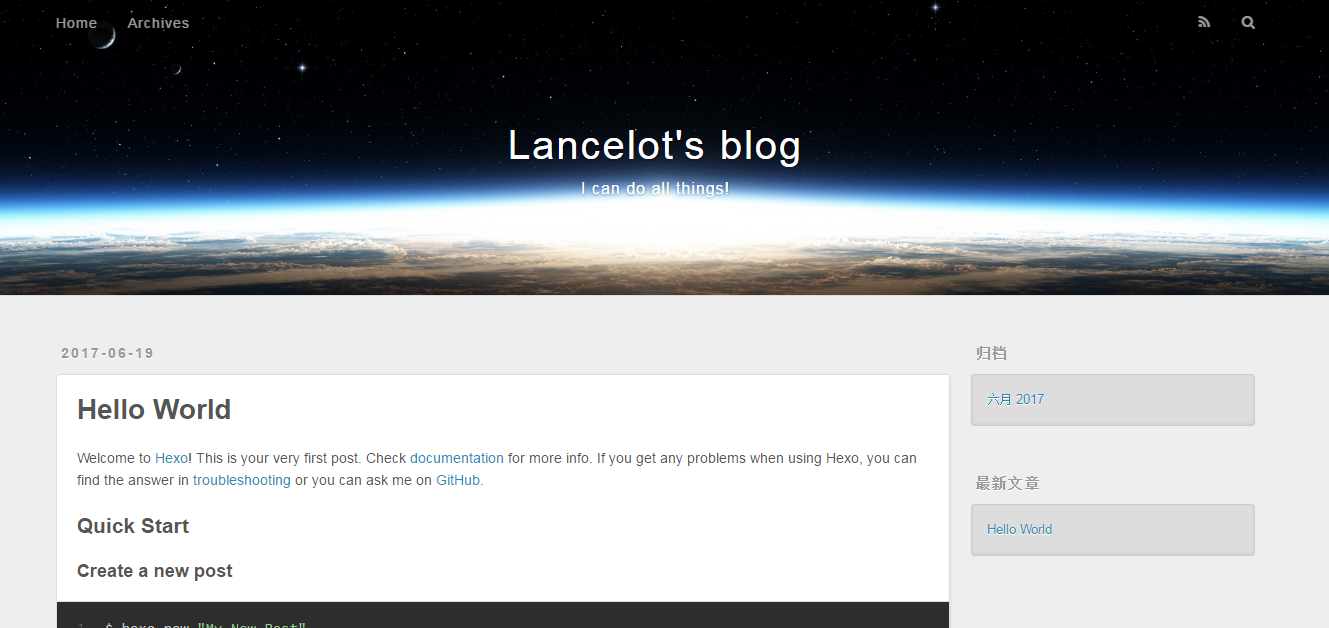 Home Archives
Lancelot's blog
I can do all things!
2017-06-19
Hello World
Welcome to Hexo! This is your very first post. Check documentation for more info. If you get any problems when using Hexo, you can
find the answer in troubleshooting or you can ask me on GitHub.
Quick Start
Create a new post
1 $ hexo new "My New Post"
归档
六月 2017
最新文章
Hello World